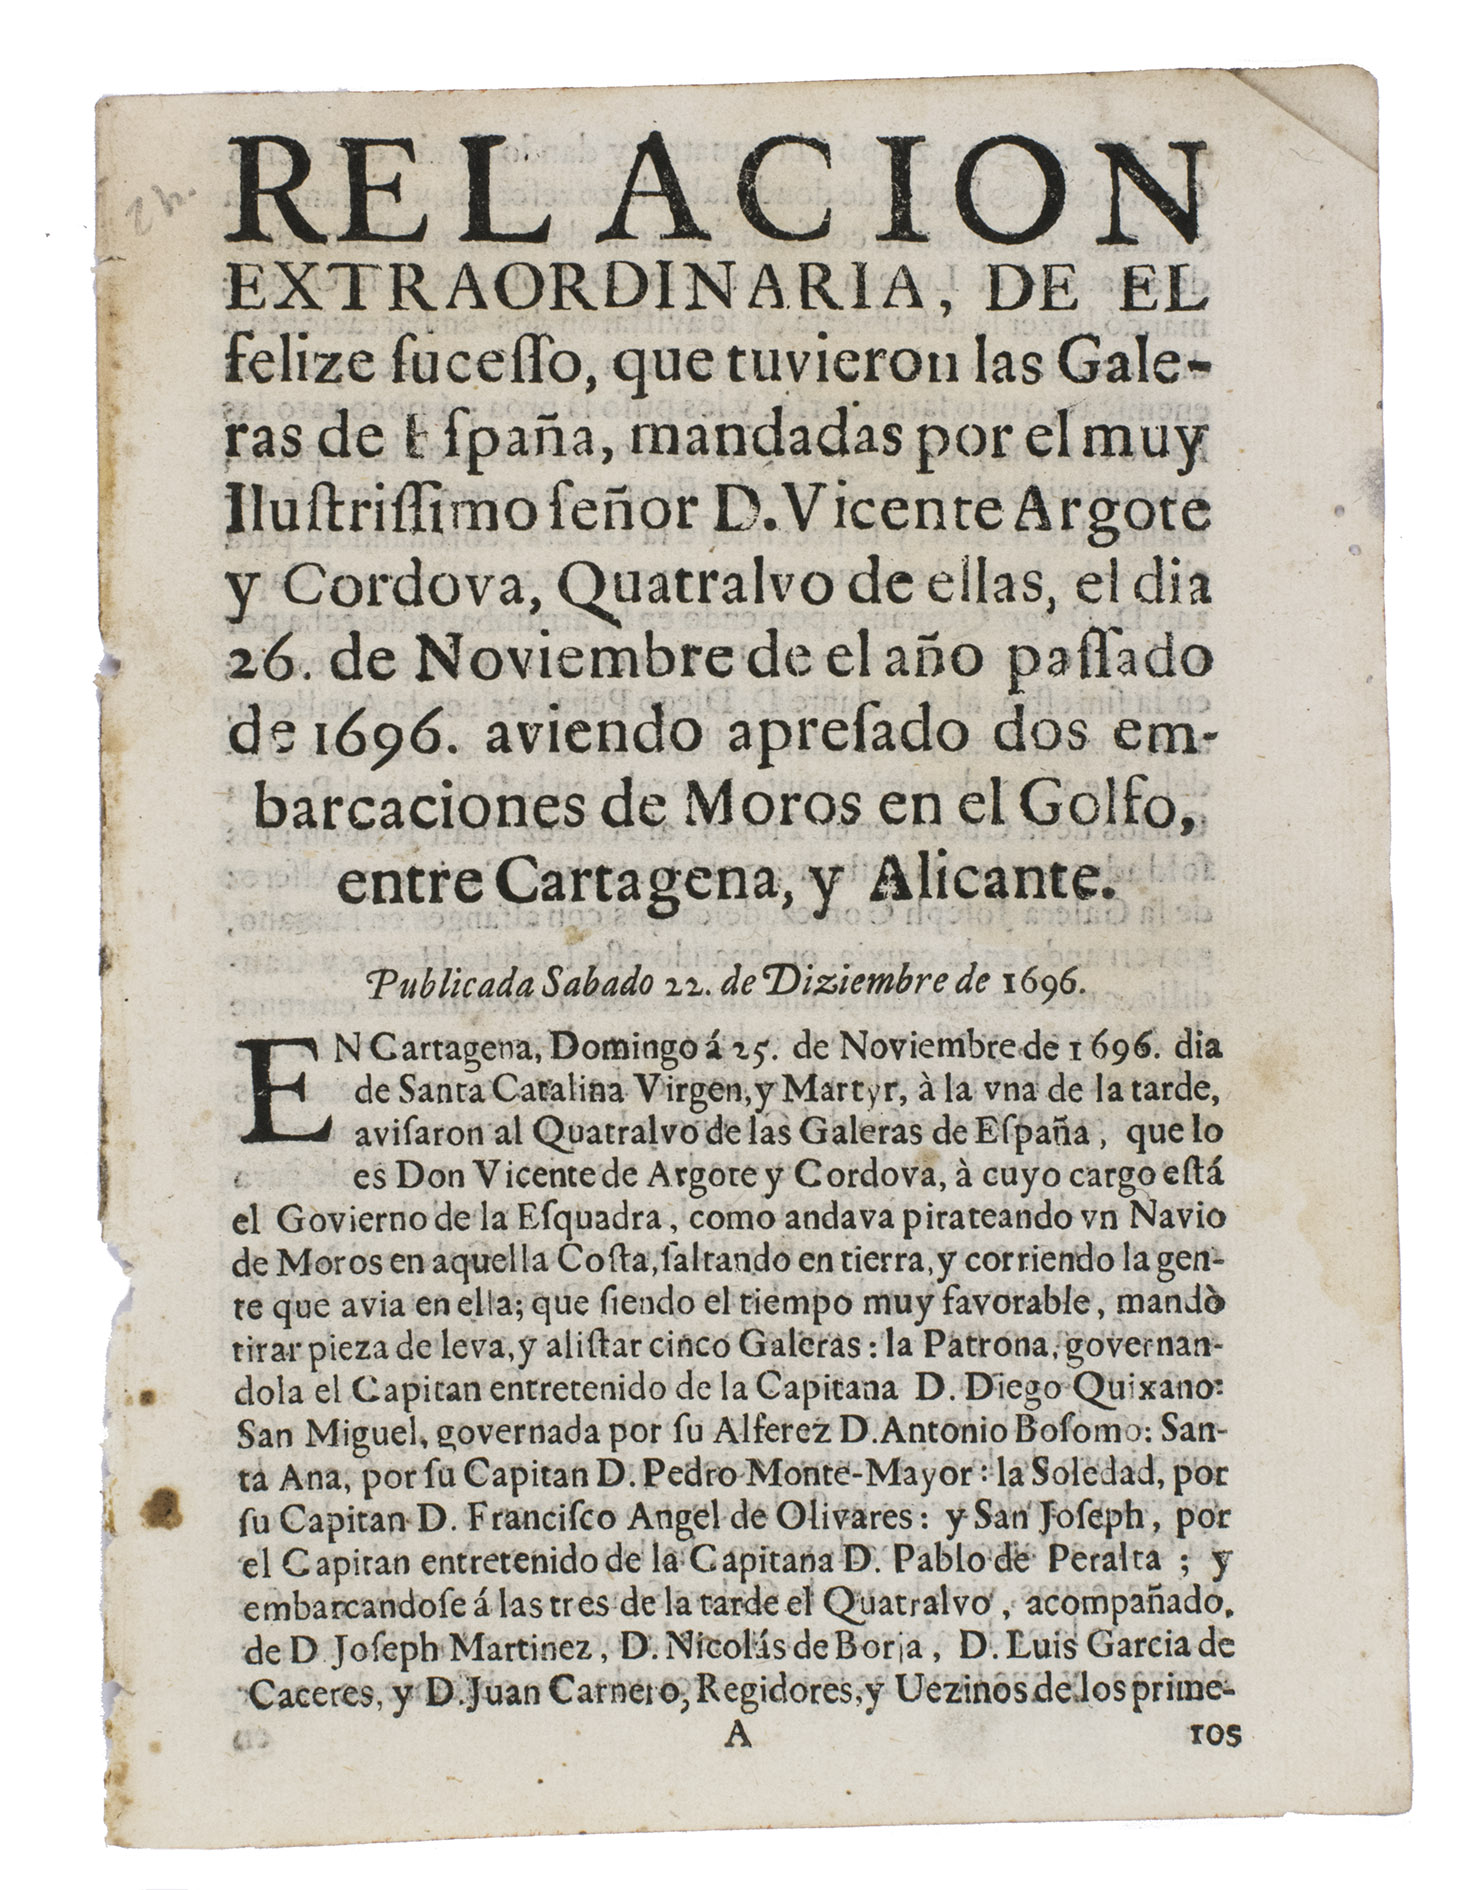 RELACION
EXTRAORDINARIA, DE EL
felize ſuceſſo, que tuvieron las Gale-
ras de Eſpaña, mandadas por el muy
Iluſtriſſimo ſeñor D. Vicente Argote
y Cordova, Quatralvo de ellas, el dia
26. de Noviembre de el año paſſado
de 1696. aviendo apreſado dos em-
barcaciones de Moros en el Golfo,
entre Cartagena, y Alicante.
Publicada Sabado 22. de Diziembre de 1696.
EN Cartagena, Domingo á 25. de Noviembre de 1696. dia
de Santa Catalina Virgen, y Martyr, à la vna de la tarde,
aviſaron al Quatralvo de las Galeras de Eſpaña, que lo
es Don Vicente de Argote y Cordova, à cuyo cargo eſtá
el Govierno de la Eſquadra, como andava pirateando vn Navio
de Moros en aquella Coſta, ſaltando en tierra, y corriendo la gen-
te que avia en ella; que ſiendo el tiempo muy favorable, mandò
tirar pieza de leva, y aliſtar cinco Galeras: la Patrona, governan-
dola el Capitan entretenido de la Capitana D. Diego Quixano:
San Miguel, governada por ſu Alferez D. Antonio Boſomo: San-
ta Ana, por ſu Capitan D. Pedro Monte-Mayor: la Soledad, por
ſu Capitan D. Franciſco Angel de Olivares: y San Joſeph, por
el Capitan entretenido de la Capitana D. Pablo de Peralta; y
embarcandoſe á las tres de la tarde el Quatralvo, acompañado.
de D Joſeph Martinez, D. Nicolás de Borja, D. Luis Garcia de
Caceres, y D. Juan Carnero, Regidores, y Uezinos de los prime-
A ros